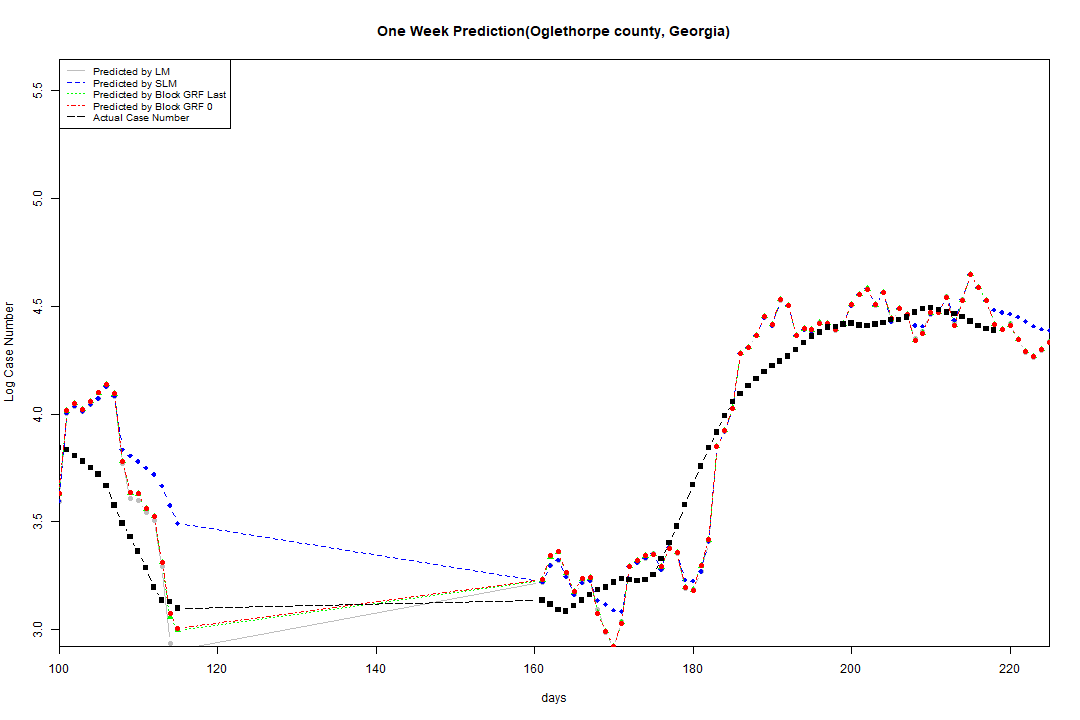 One Week Prediction(Oglethorpe county, Georgia)
Predicted by LM
Predicted by SLM
Predicted by Block GRF Last
Predicted by Block GRF 0
Actual Case Number
Log Case Number
5.5
5.0
4.5
4.0
3.5
3.0
100 120 140 160 180 200 220
days